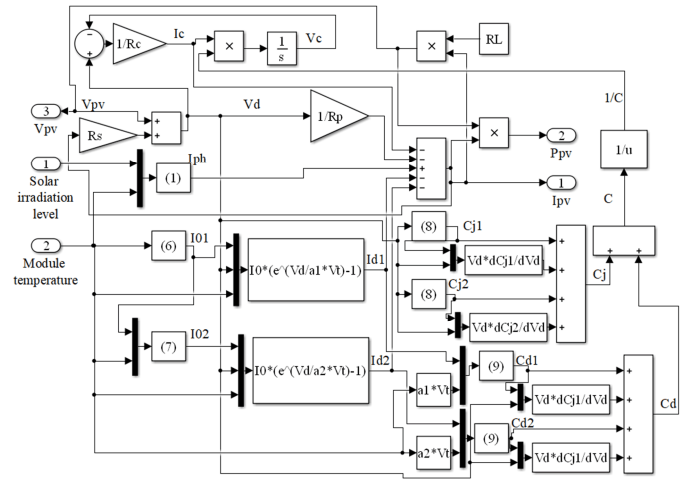 Ic
Vc
1/Rc
×
1
s
×
RL
3
Vpv
Vpv
Vd
1/Rp
1/C
Rs
×
2
Ppv
1/u
1
Solar
irradiation
level
Iph
(1)
1
Ipv
C
2
Module
temperature
(6)
I01
I0*(e^(Vd/a1*Vt)-1)
Id1
(8)
Cj1
Vd*dCj1/dVd
Cj
(8)
Cj2
Vd*dCj2/dVd
(7)
I02
I0*(e^(Vd/a2*Vt)-1)
Id2
a1*Vt
(9)
Cd1
Vd*dCj1/dVd
Cd
a2*Vt
(9)
Cd2
Vd*dCj1/dVd